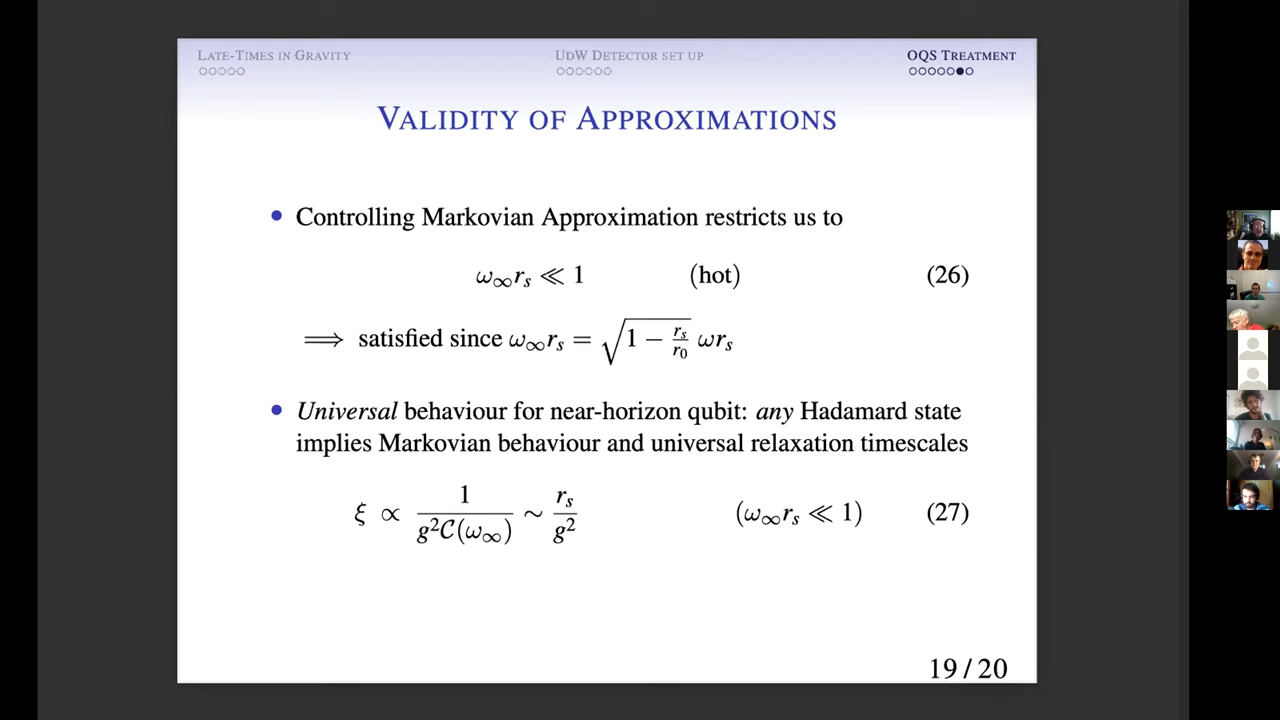 LATE-TIMES IN GRAVITY UDW DETECTOR SET UP OQS TREATMENT
VALIDITY OF APPROXIMATIONS
• Controlling Markovian Approximation restricts us to
ω∞rₛ ≪ 1 (hot) (26)
⟹ satisfied since ω∞rₛ = √(1 − rₛ/r₀) ωrₛ
• Universal behaviour for near-horizon qubit: any Hadamard state
implies Markovian behaviour and universal relaxation timescales
ξ ∝ 1/(g²𝒞(ω∞)) ∼ rₛ/g² (ω∞rₛ ≪ 1) (27)
19 / 20